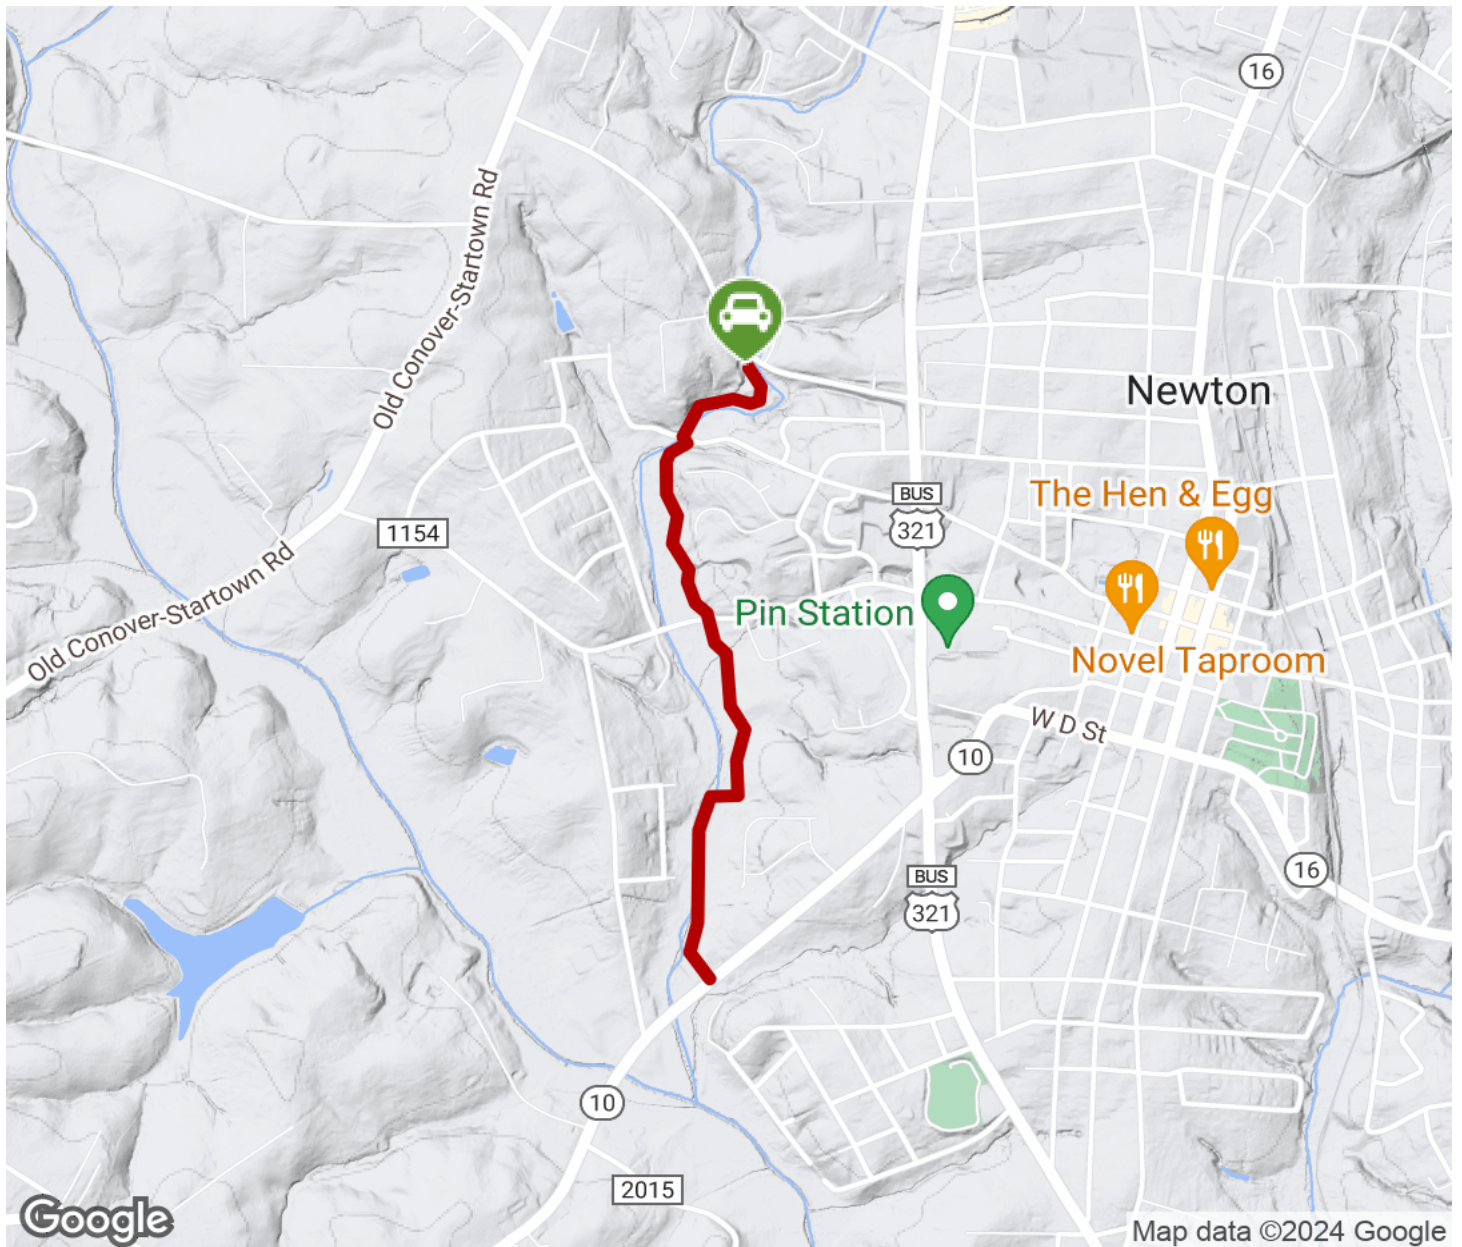 16
Old Conover-Startown Rd
Newton
The Hen & Egg
BUS
321
1154
Old Conover-Startown Rd
Pin Station
Novel Taproom
W D St
10
16
BUS
321
10
2015
Google
Map data ©2024 Google